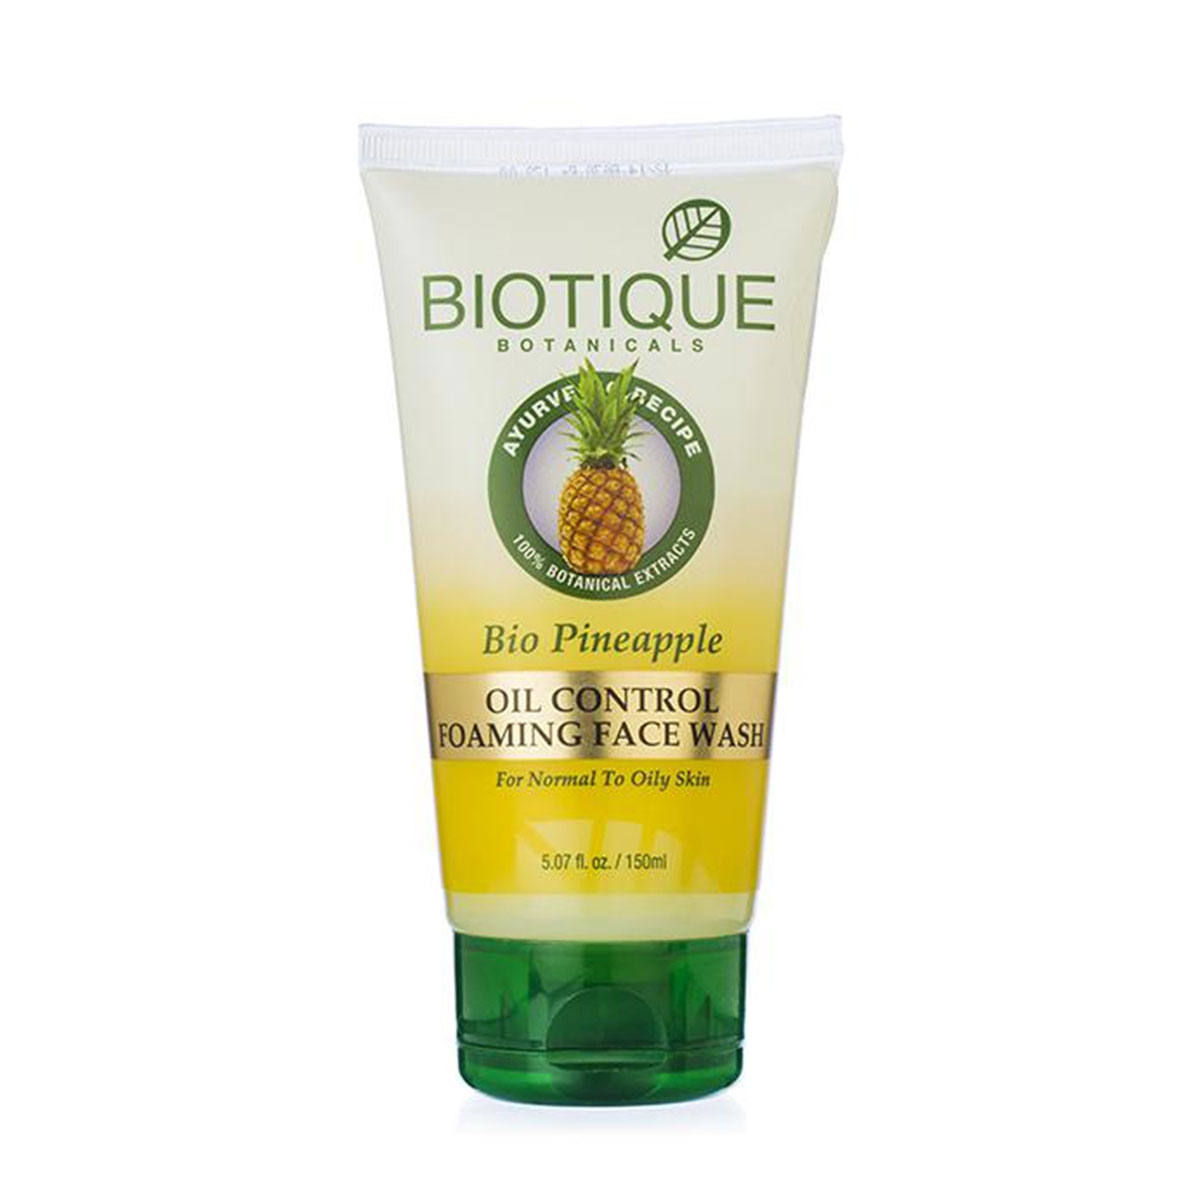 BIOTIQUE
BOTANICALS
AYURVEDIC RECIPE
100% BOTANICAL EXTRACTS
Bio Pineapple
OIL CONTROL
FOAMING FACE WASH
For Normal To Oily Skin
5.07 fl. oz. / 150ml